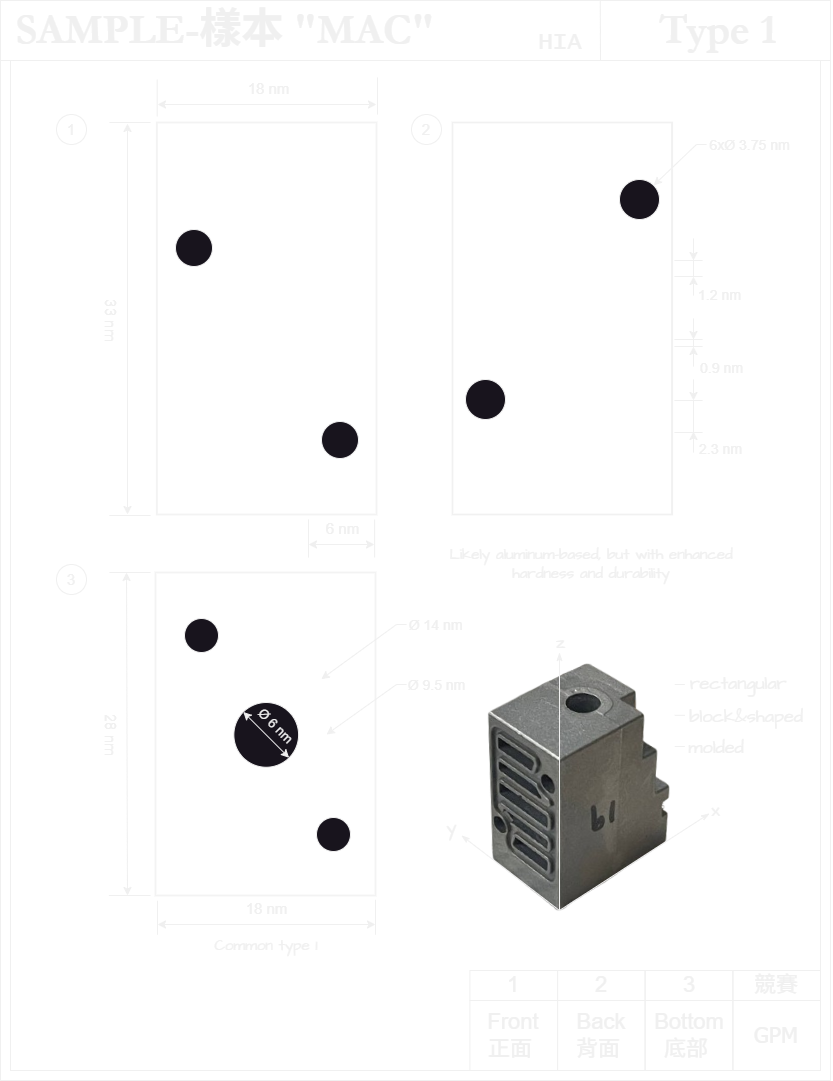 SAMPLE-樣本 "MAC"
HIA
Type 1
18 nm
1
2
6xØ 3.75 nm
33 nm
1.2 nm
0.9 nm
2.3 nm
6 nm
Likely aluminum-based, but with enhanced
hardness and durability
3
Ø 14 nm
Ø 9.5 nm
Ø 6 nm
28 nm
z
rectangular
block&shaped
molded
x
y
18 nm
Common type 1
1 2 3 競賽
Front Back Bottom GPM
正面 背面 底部